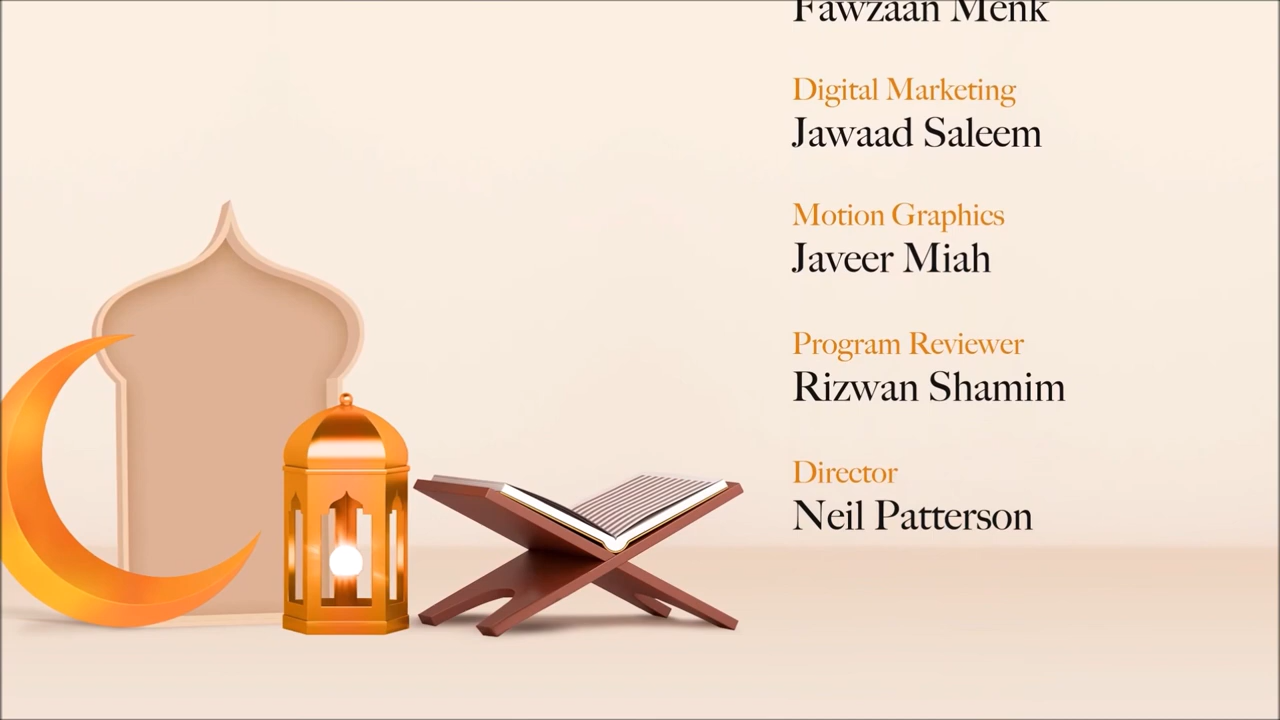 Fawzaan Menk
Digital Marketing
Jawaad Saleem
Motion Graphics
Javeer Miah
Program Reviewer
Rizwan Shamim
Director
Neil Patterson